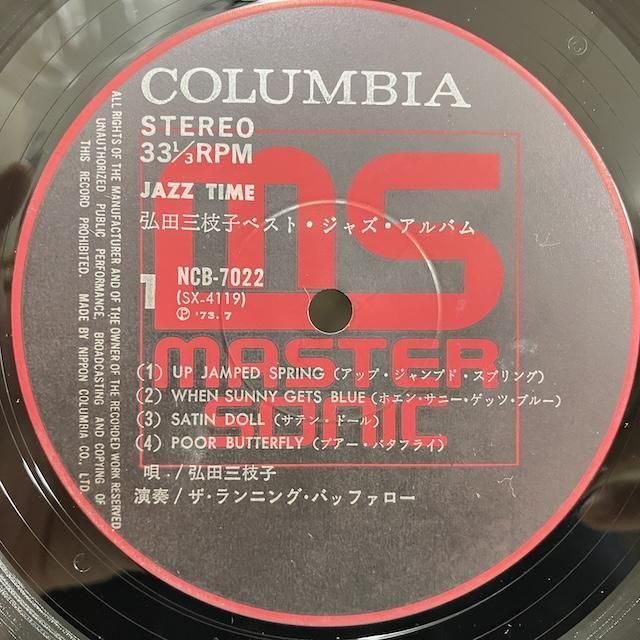 COLUMBIA
STEREO
33 1/3 RPM
JAZZ TIME
弘田三枝子ベスト・ジャズ・アルバム
MS
1
NCB-7022
(SX-4119)
Ⓟ '73.7
MASTER
SONIC
(1) UP JAMPED SPRING (アップ・ジャンプド・スプリング)
(2) WHEN SUNNY GETS BLUE (ホエン・サニー・ゲッツ・ブルー)
(3) SATIN DOLL (サテン・ドール)
(4) POOR BUTTERFLY (プアー・バタフライ)
唄 / 弘田三枝子
演奏 / ザ・ランニング・バッファロー
ALL RIGHTS OF THE MANUFACTURER AND OF THE OWNER OF THE RECORDED WORK RESERVED
UNAUTHORIZED PUBLIC PERFORMANCE, BROADCASTING AND COPYING OF
THIS RECORD PROHIBITED. MADE BY NIPPON COLUMBIA CO., LTD.